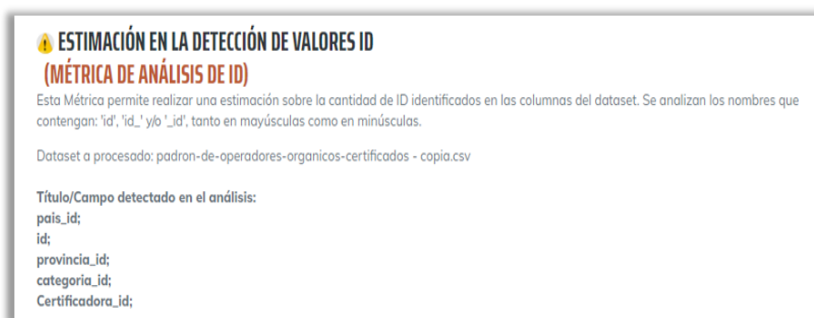 ESTIMACIÓN EN LA DETECCIÓN DE VALORES ID
(MÉTRICA DE ANÁLISIS DE ID)
Esta Métrica permite realizar una estimación sobre la cantidad de ID identificados en las columnas del dataset. Se analizan los nombres que
contengan: 'id', 'id_' y/o '_id', tanto en mayúsculas como en minúsculas.
Dataset a procesado: padron-de-operadores-organicos-certificados - copia.csv
Título/Campo detectado en el análisis:
pais_id;
id;
provincia_id;
categoria_id;
Certificadora_id;